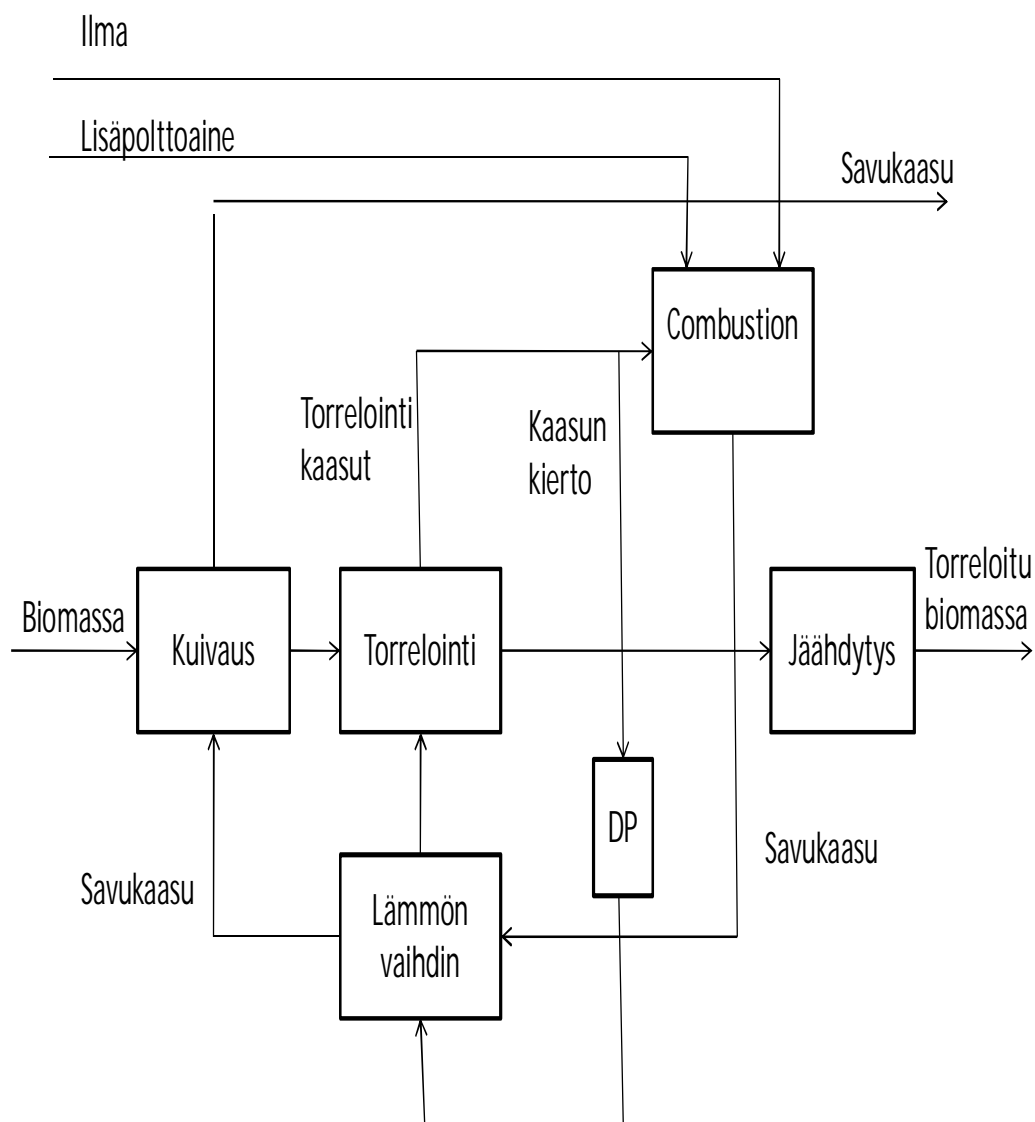 Ilma
Lisäpolttoaine
Savukaasu
Combustion
Torrelointi
kaasut
Kaasun
kierto
Torreloitu
biomassa
Biomassa
Kuivaus
Torrelointi
Jäähdytys
DP
Savukaasu
Savukaasu
Lämmön
vaihdin